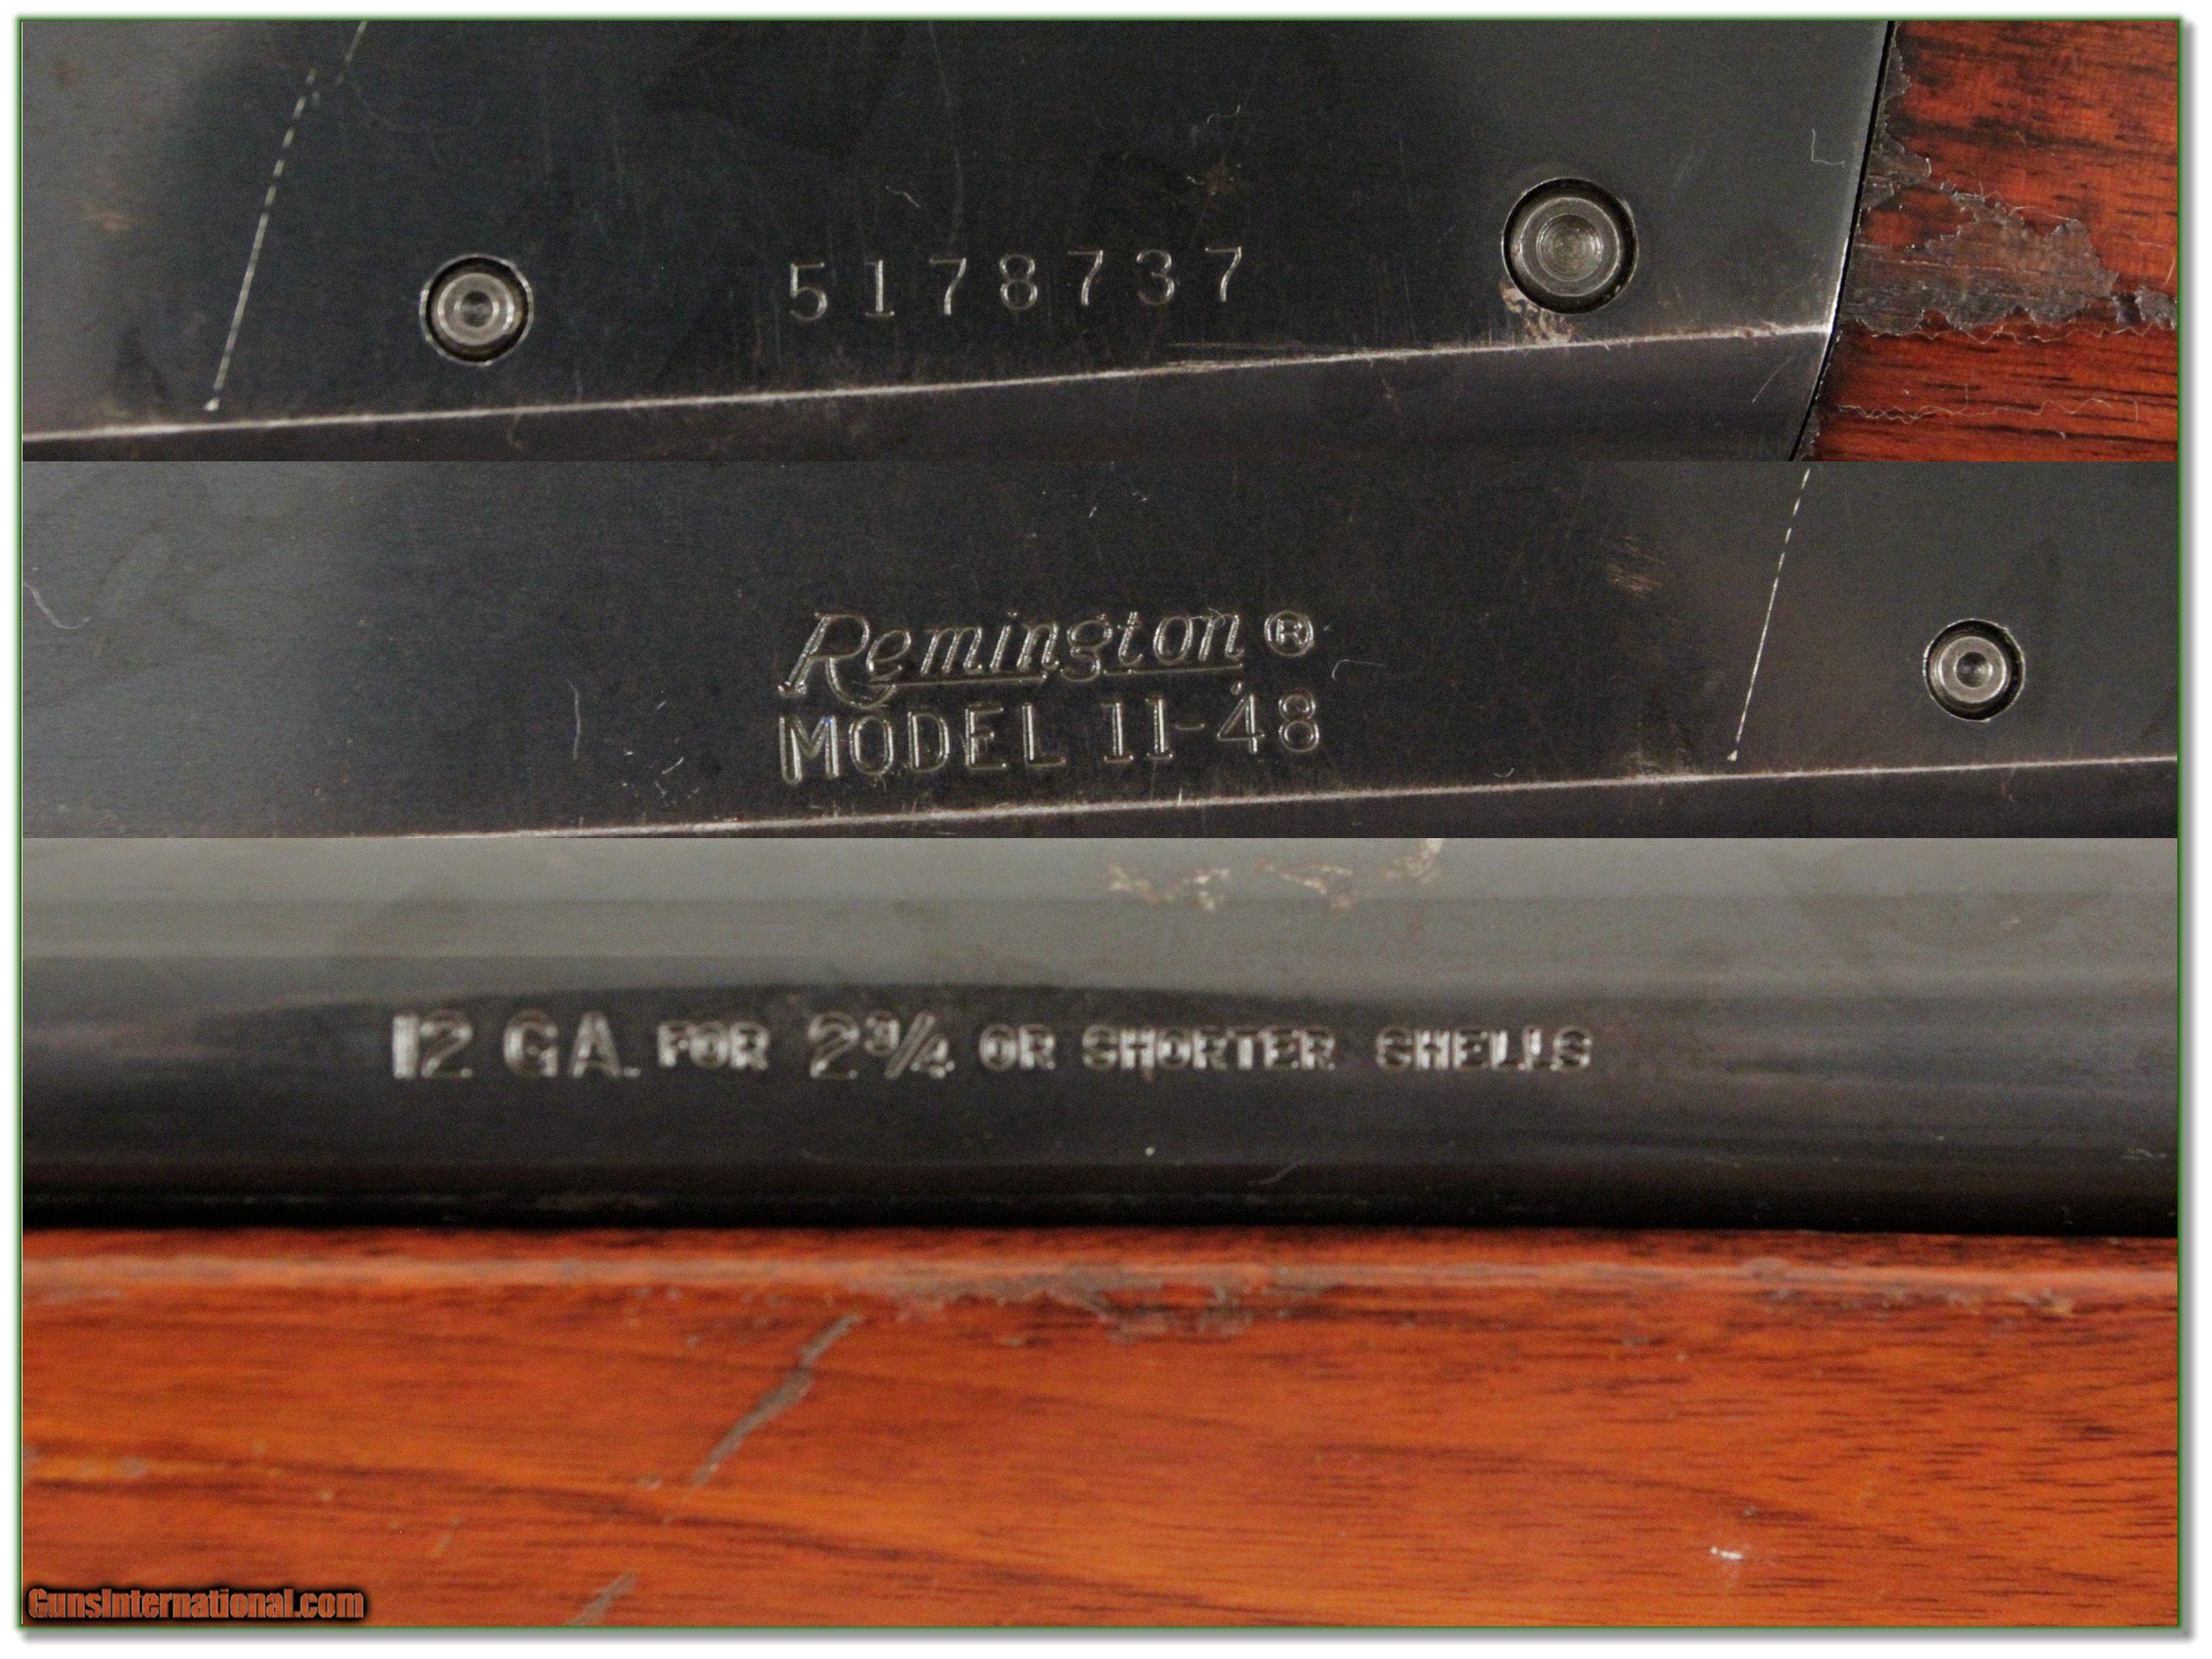 5178737
Remington®
MODEL 11-48
12 GA. FOR 2¾ OR SHORTER SHELLS
GunsInternational.com